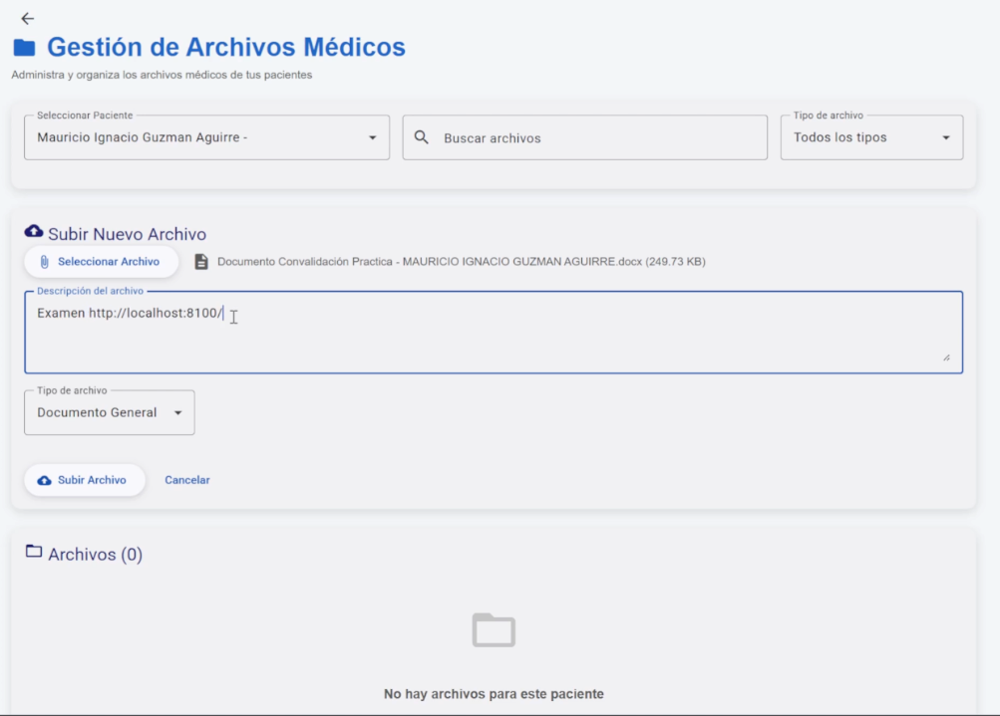 Gestión de Archivos Médicos
Administra y organiza los archivos médicos de tus pacientes
Seleccionar Paciente
Mauricio Ignacio Guzman Aguirre -
Buscar archivos
Tipo de archivo
Todos los tipos
Subir Nuevo Archivo
Seleccionar Archivo
Documento Convalidación Practica - MAURICIO IGNACIO GUZMAN AGUIRRE.docx (249.73 KB)
Descripción del archivo
Examen http://localhost:8100/
Tipo de archivo
Documento General
Subir Archivo
Cancelar
Archivos (0)
No hay archivos para este paciente